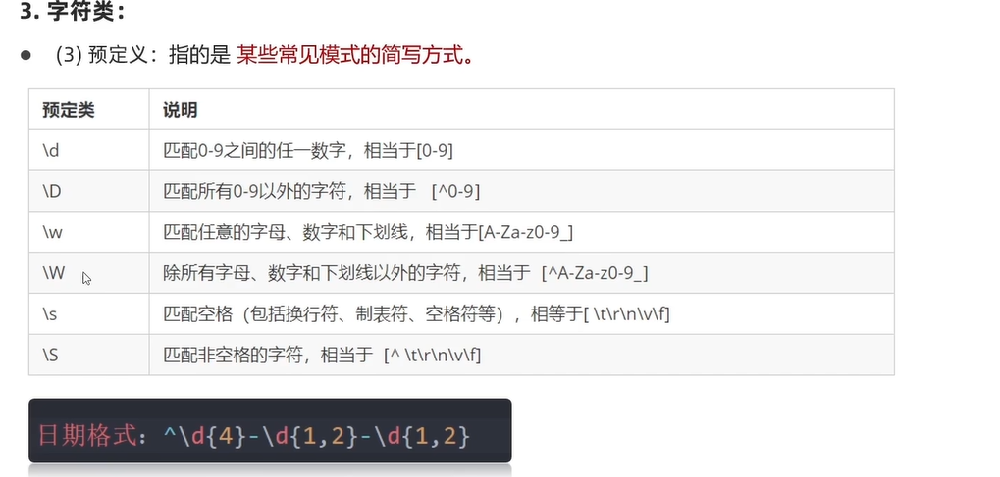 3. 字符类：
● (3) 预定义：指的是 某些常见模式的简写方式。
预定类 说明
\d 匹配0-9之间的任一数字，相当于[0-9]
\D 匹配所有0-9以外的字符，相当于 [^0-9]
\w 匹配任意的字母、数字和下划线，相当于[A-Za-z0-9_]
\W 除所有字母、数字和下划线以外的字符，相当于 [^A-Za-z0-9_]
\s 匹配空格（包括换行符、制表符、空格符等），相等于[ \t\r\n\v\f]
\S 匹配非空格的字符，相当于 [^ \t\r\n\v\f]
日期格式：^\d{4}-\d{1,2}-\d{1,2}